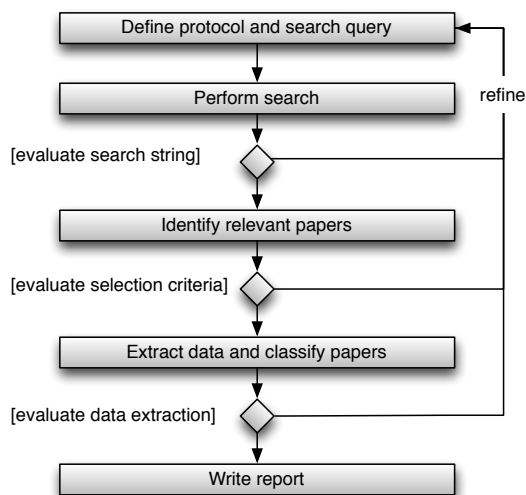 Define protocol and search query
refine
Perform search
[evaluate search string]
Identify relevant papers
[evaluate selection criteria]
Extract data and classify papers
[evaluate data extraction]
Write report